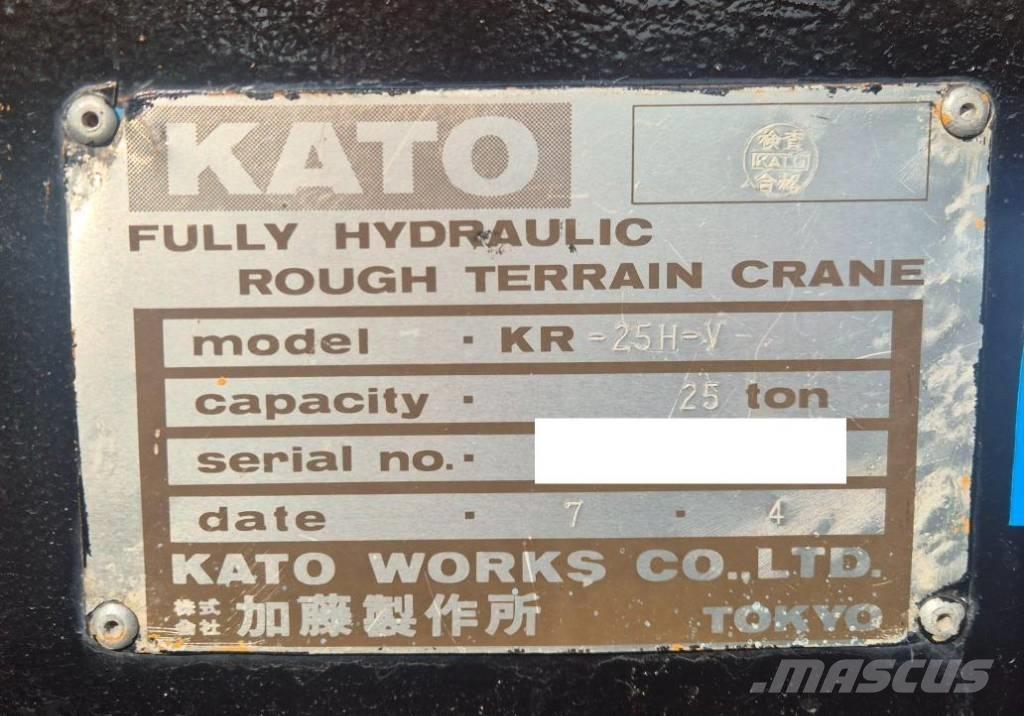 KATO
検査
KATO
合格
FULLY HYDRAULIC
ROUGH TERRAIN CRANE
model · KR-25H-V-
capacity · 25 ton
serial no.·
date · 7 · 4
KATO WORKS CO.,LTD.
株式会社 加藤製作所 TOKYO
MASCUS